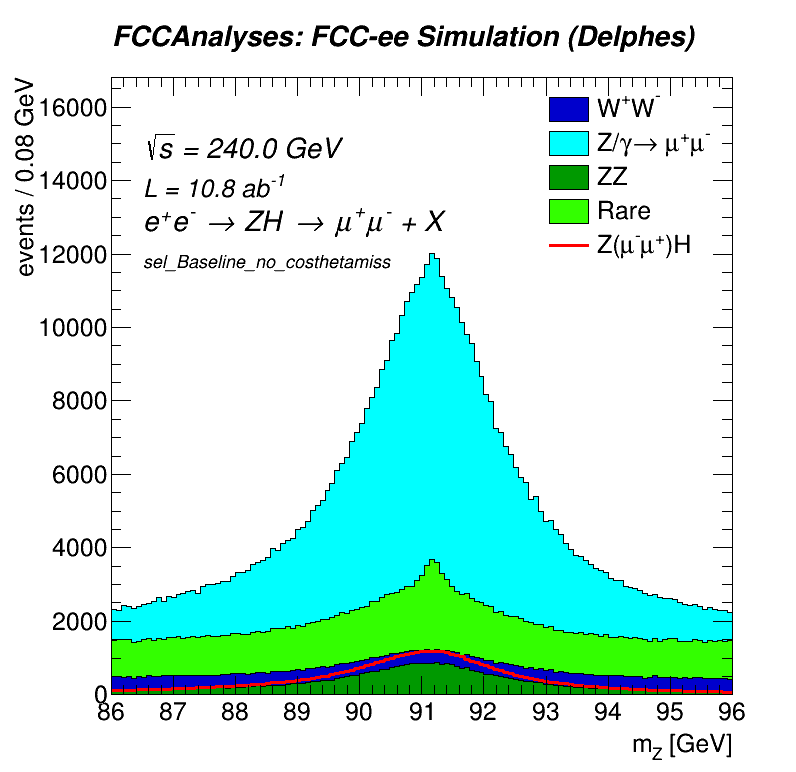 FCCAnalyses: FCC-ee Simulation (Delphes)
events / 0.08 GeV
16000
14000
12000
10000
8000
6000
4000
2000
0
√s = 240.0 GeV
L = 10.8 ab⁻¹
e⁺e⁻ → ZH → μ⁺μ⁻ + X
sel_Baseline_no_costhetamiss
W⁺W⁻
Z/γ→ μ⁺μ⁻
ZZ
Rare
Z(μ⁻μ⁺)H
86 87 88 89 90 91 92 93 94 95 96
m_Z [GeV]